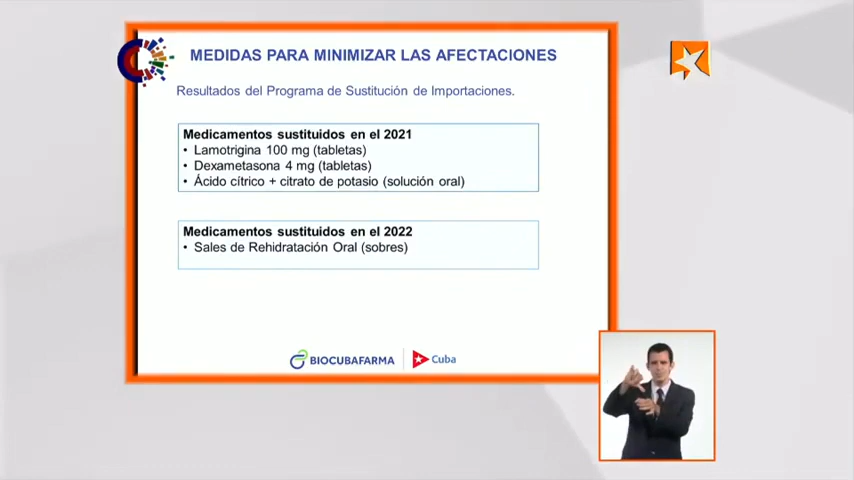 MEDIDAS PARA MINIMIZAR LAS AFECTACIONES
Resultados del Programa de Sustitución de Importaciones.
Medicamentos sustituidos en el 2021
• Lamotrigina 100 mg (tabletas)
• Dexametasona 4 mg (tabletas)
• Ácido cítrico + citrato de potasio (solución oral)
Medicamentos sustituidos en el 2022
• Sales de Rehidratación Oral (sobres)
BIOCUBAFARMA
Cuba